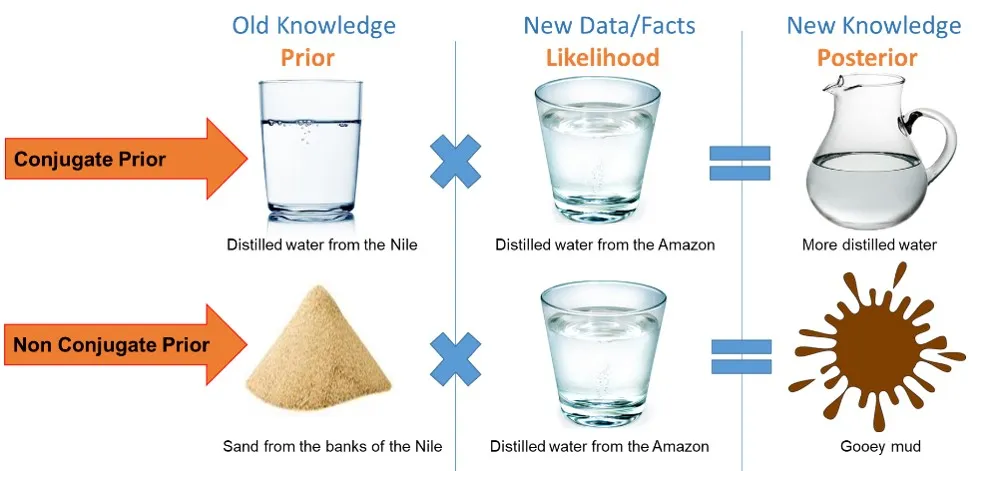 Old Knowledge
Prior
New Data/Facts
Likelihood
New Knowledge
Posterior
Conjugate Prior
Distilled water from the Nile
Distilled water from the Amazon
More distilled water
Non Conjugate Prior
Sand from the banks of the Nile
Distilled water from the Amazon
Gooey mud